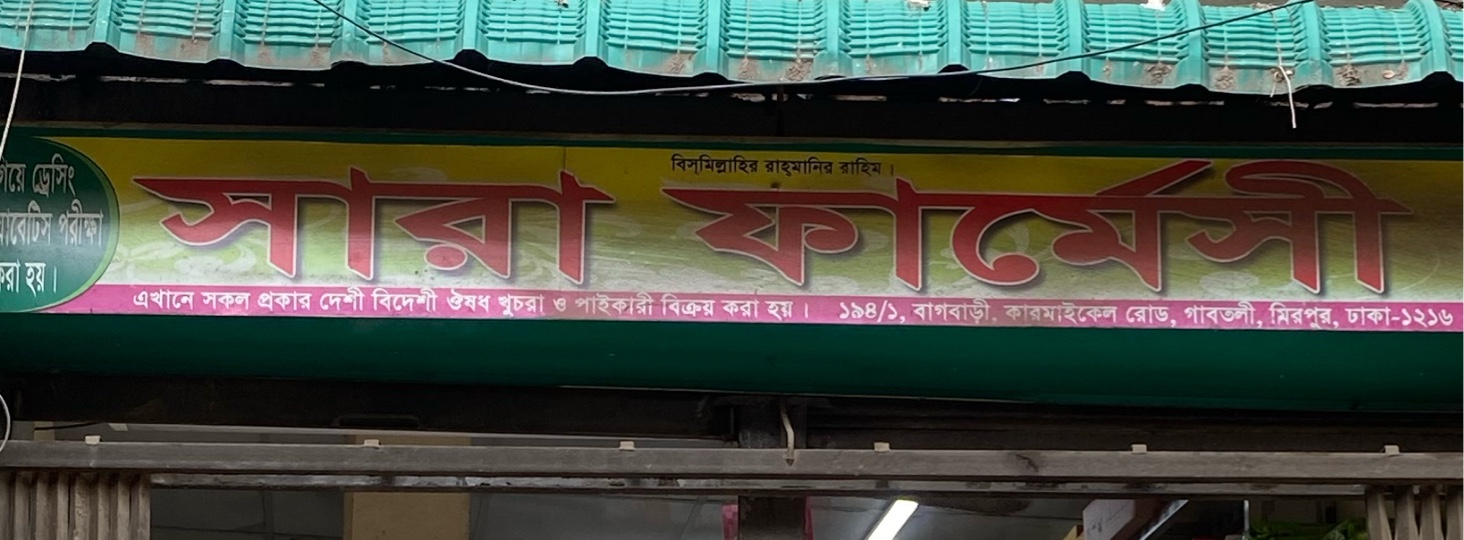 বিস্‌মিল্লাহির রাহ্‌মানির রাহিম।
সারা ফার্মেসী
ড্রেসিং
পরীক্ষা
করা হয়।
এখানে সকল প্রকার দেশী বিদেশী ঔষধ খুচরা ও পাইকারী বিক্রয় করা হয়। ১৯৪/১, বাগবাড়ী, কারমাইকেল রোড, গাবতলী, মিরপুর, ঢাকা-১২১৬